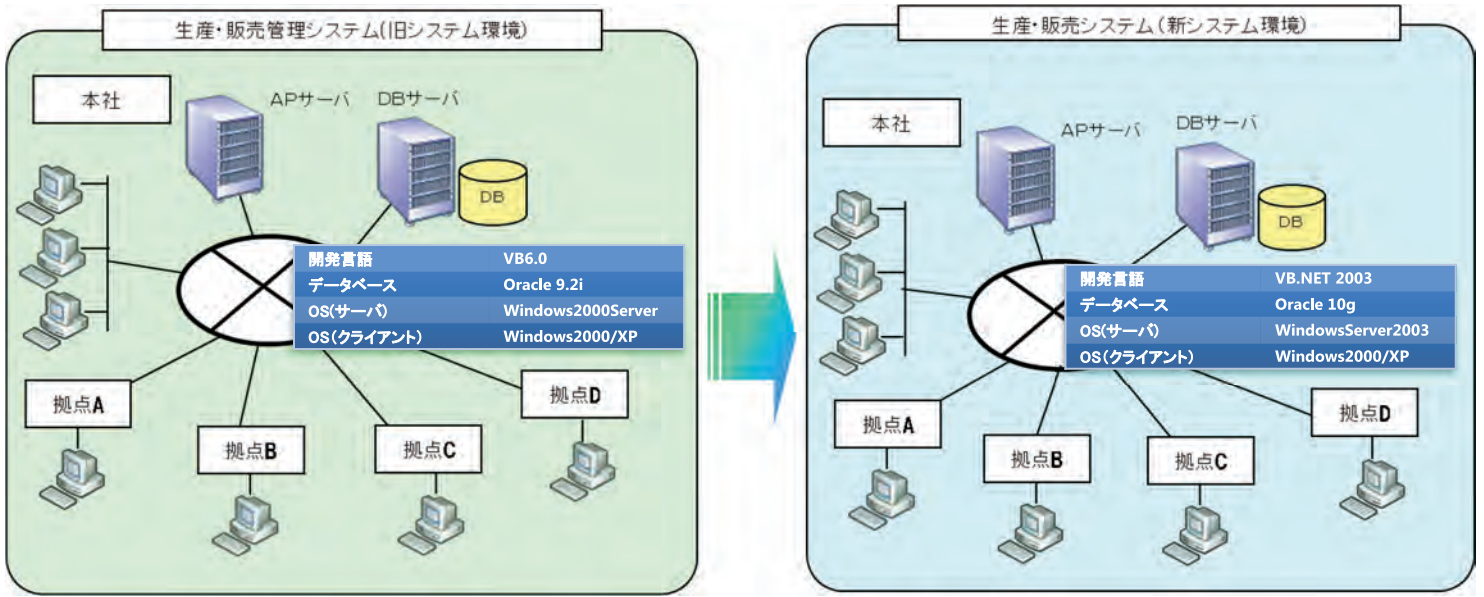 生産・販売管理システム(旧システム環境)
本社
APサーバ
DBサーバ
DB
開発言語 VB6.0
データベース Oracle 9.2i
OS(サーバ) Windows2000Server
OS(クライアント) Windows2000/XP
拠点A
拠点B
拠点C
拠点D
生産・販売システム(新システム環境)
本社
APサーバ
DBサーバ
DB
開発言語 VB.NET 2003
データベース Oracle 10g
OS(サーバ) WindowsServer2003
OS(クライアント) Windows2000/XP
拠点A
拠点B
拠点C
拠点D